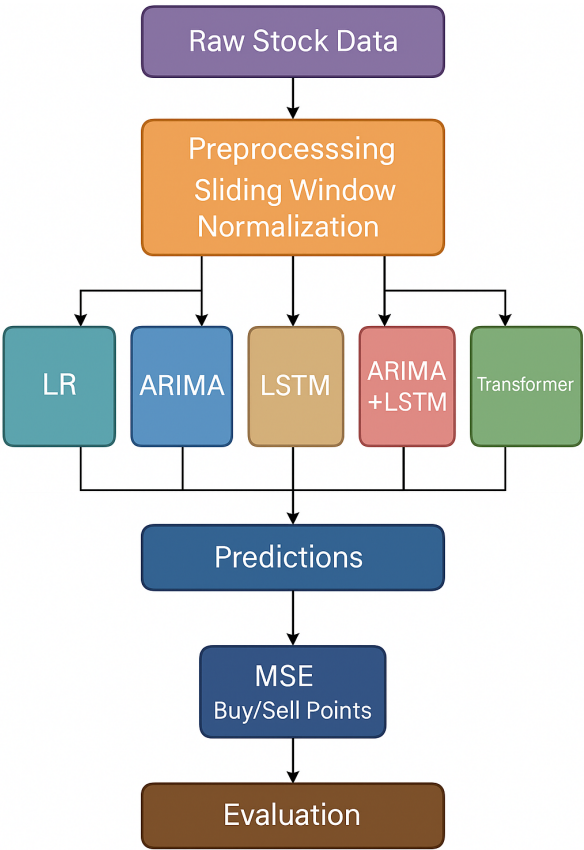 Raw Stock Data
Preprocesssing
Sliding Window
Normalization
LR
ARIMA
LSTM
ARIMA
+LSTM
Transformer
Predictions
MSE
Buy/Sell Points
Evaluation